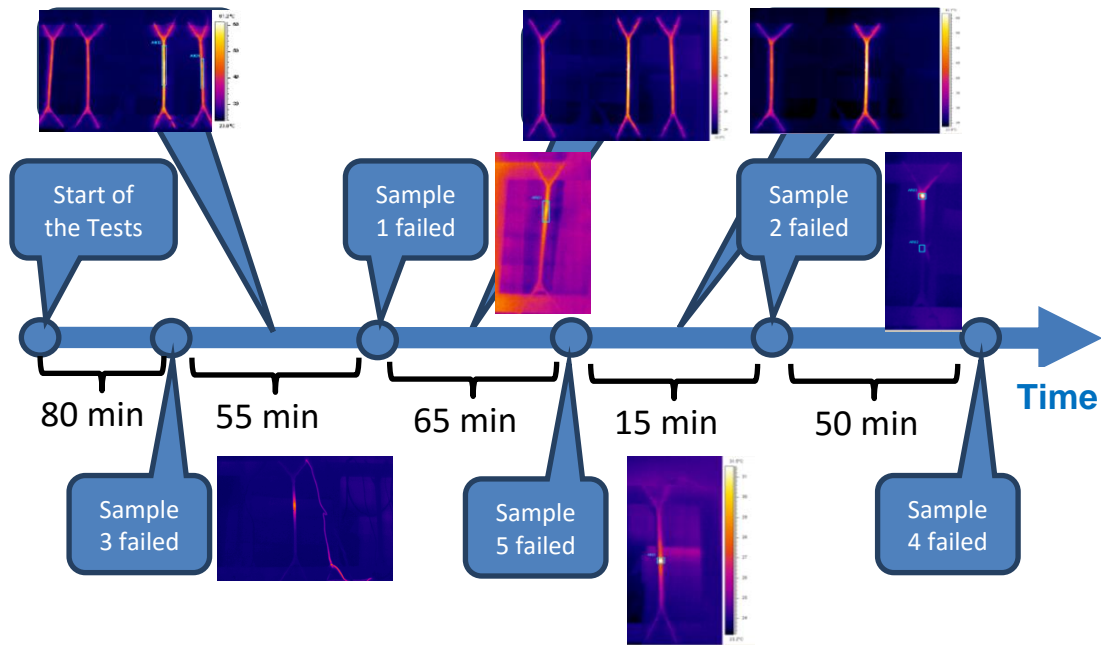 Start of
the Tests
Sample
1 failed
Sample
2 failed
80 min
55 min
65 min
15 min
50 min
Time
Sample
3 failed
Sample
5 failed
Sample
4 failed